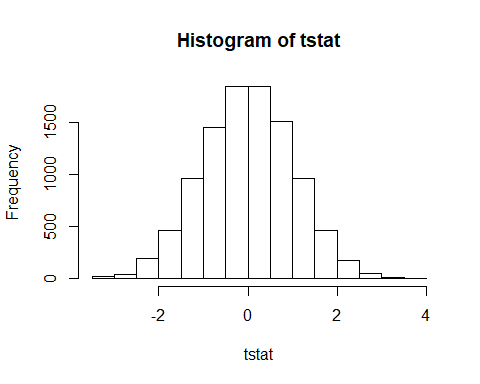 Histogram of tstat
Frequency
1500
1000
500
0
-2 0 2 4
tstat